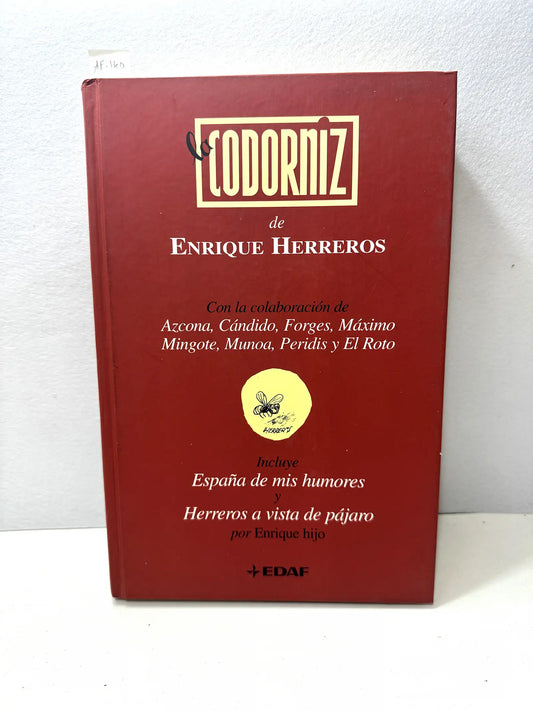 la CODORNIZ
de
ENRIQUE HERREROS
Con la colaboración de
Azcona, Cándido, Forges, Máximo
Mingote, Munoa, Peridis y El Roto
HERREROS
Incluye
España de mis humores
y
Herreros a vista de pájaro
por Enrique hijo
EDAF